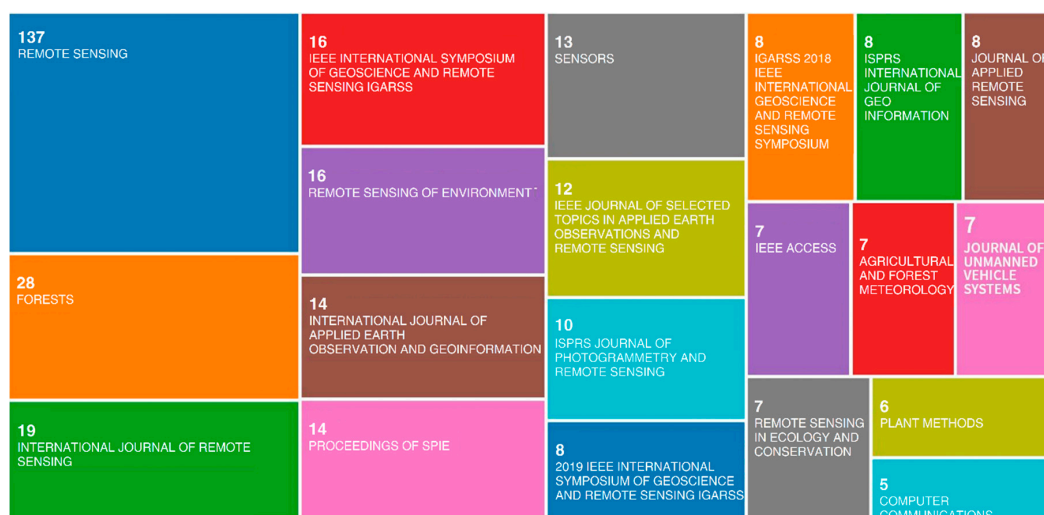 137
REMOTE SENSING
28
FORESTS
19
INTERNATIONAL JOURNAL OF REMOTE
SENSING
16
IEEE INTERNATIONAL SYMPOSIUM
OF GEOSCIENCE AND REMOTE
SENSING IGARSS
16
REMOTE SENSING OF ENVIRONMENT
14
INTERNATIONAL JOURNAL OF
APPLIED EARTH
OBSERVATION AND GEOINFORMATION
14
PROCEEDINGS OF SPIE
13
SENSORS
12
IEEE JOURNAL OF SELECTED
TOPICS IN APPLIED EARTH
OBSERVATIONS AND
REMOTE SENSING
10
ISPRS JOURNAL OF
PHOTOGRAMMETRY AND
REMOTE SENSING
8
2019 IEEE INTERNATIONAL
SYMPOSIUM OF GEOSCIENCE
AND REMOTE SENSING IGARSS
8
IGARSS 2018
IEEE
INTERNATIONAL
GEOSCIENCE
AND REMOTE
SENSING
SYMPOSIUM
8
ISPRS
INTERNATIONAL
JOURNAL OF
GEO
INFORMATION
8
JOURNAL OF
APPLIED
REMOTE
SENSING
7
IEEE ACCESS
7
AGRICULTURAL
AND FOREST
METEOROLOGY
7
JOURNAL OF
UNMANNED
VEHICLE
SYSTEMS
7
REMOTE SENSING
IN ECOLOGY AND
CONSERVATION
6
PLANT METHODS
5
COMPUTER
COMMUNICATIONS